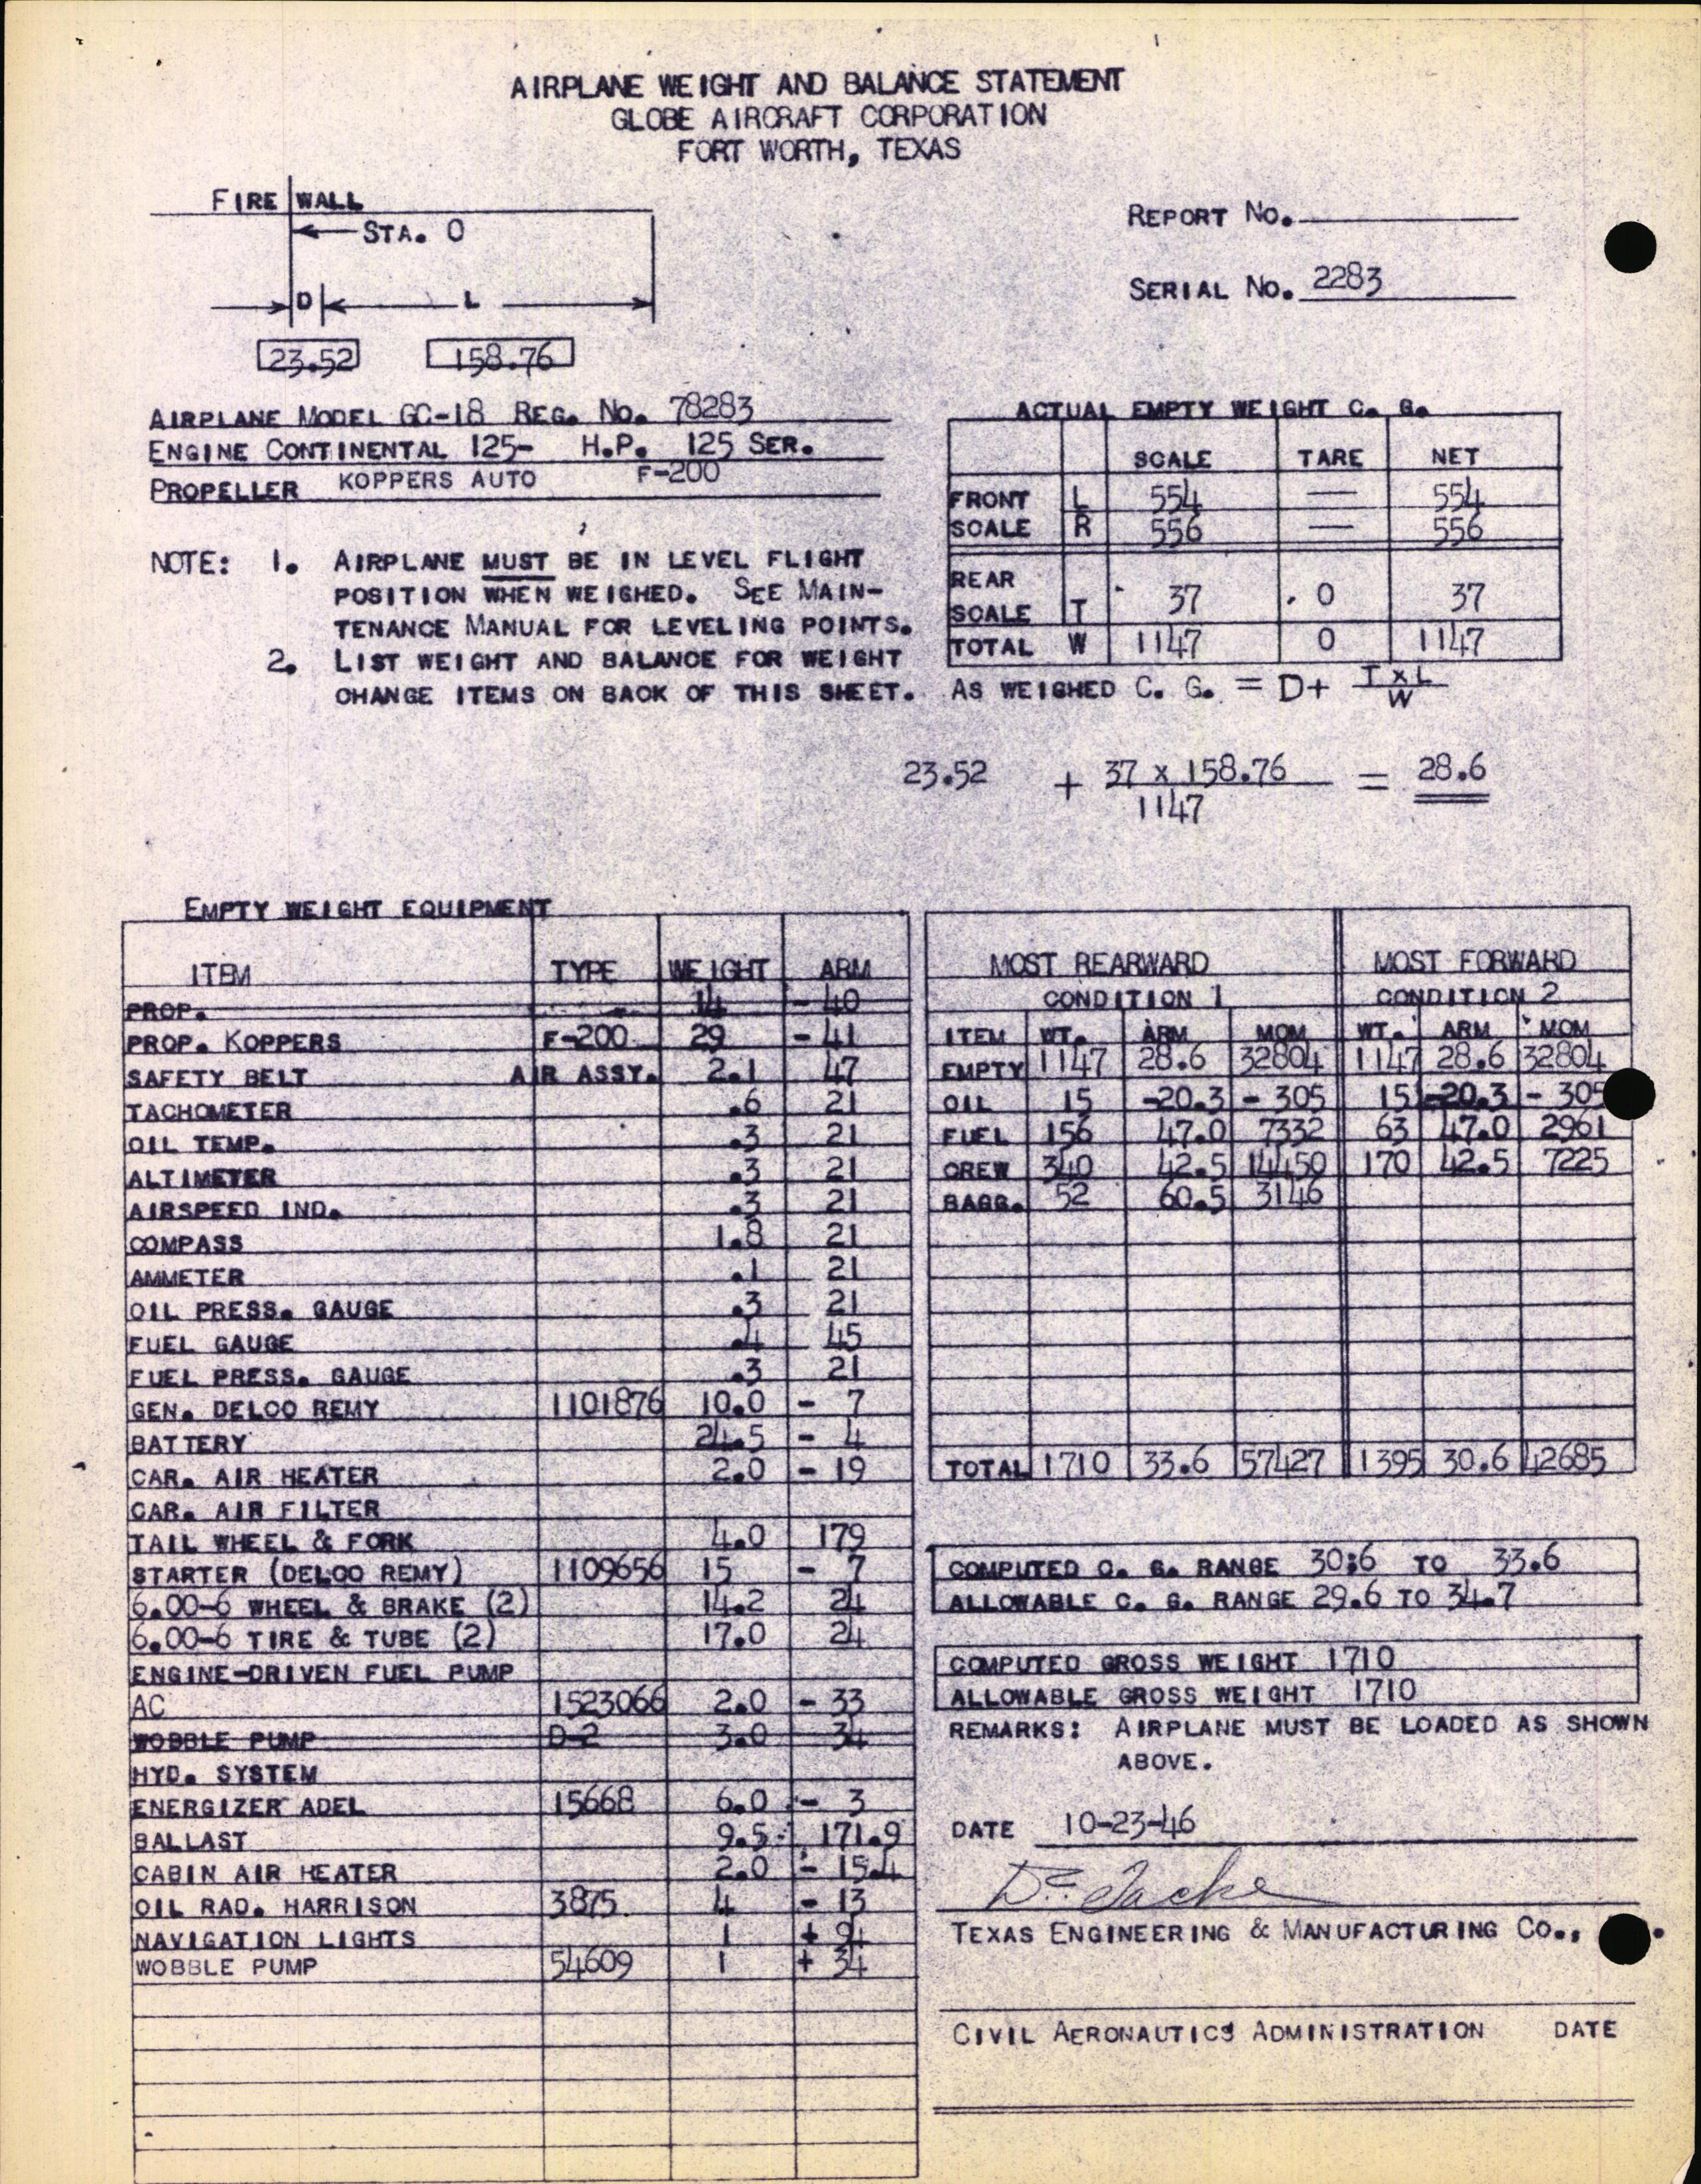 AIRPLANE WEIGHT AND BALANCE STATEMENT
GLOBE AIRCRAFT CORPORATION
FORT WORTH, TEXAS
FIRE WALL
STA. 0
D L
23.52 158.76
REPORT NO.
SERIAL NO. 2283
AIRPLANE MODEL GC-1B REG. NO. 78283
ENGINE CONTINENTAL 125- H.P. 125 SER.
PROPELLER KOPPERS AUTO F-200
NOTE: 1. AIRPLANE MUST BE IN LEVEL FLIGHT
POSITION WHEN WEIGHED. SEE MAIN-
TENANCE MANUAL FOR LEVELING POINTS.
2. LIST WEIGHT AND BALANCE FOR WEIGHT
CHANGE ITEMS ON BACK OF THIS SHEET.
ACTUAL EMPTY WEIGHT C. G.
SCALE TARE NET
FRONT L 554 — 554
SCALE R 556 — 556
REAR
SCALE T 37 0 37
TOTAL W 1147 0 1147
AS WEIGHED C. G. = D+ T x L
W
23.52 + 37 x 158.76 = 28.6
1147
EMPTY WEIGHT EQUIPMENT
ITEM TYPE WEIGHT ARM
PROP. 14 - 40
PROP. KOPPERS F-200 29 - 41
SAFETY BELT AIR ASSY. 2.1 47
TACHOMETER .6 21
OIL TEMP. .3 21
ALTIMETER .3 21
AIRSPEED IND. .3 21
COMPASS 1.8 21
AMMETER .1 21
OIL PRESS. GAUGE .3 21
FUEL GAUGE .4 45
FUEL PRESS. GAUGE .3 21
GEN. DELCO REMY 1101876 10.0 - 7
BATTERY 24.5 - 4
CAR. AIR HEATER 2.0 - 19
CAR. AIR FILTER
TAIL WHEEL & FORK 4.0 179
STARTER (DELCO REMY) 1109656 15 - 7
6.00-6 WHEEL & BRAKE (2) 14.2 24
6.00-6 TIRE & TUBE (2) 17.0 24
ENGINE-DRIVEN FUEL PUMP
AC 1523066 2.0 - 33
WOBBLE PUMP D-2 3.0 34
HYD. SYSTEM
ENERGIZER ADEL 15668 6.0 - 3
BALLAST 9.5 171.9
CABIN AIR HEATER 2.0 - 15.4
OIL RAD. HARRISON 3875 4 - 13
NAVIGATION LIGHTS 1 + 94
WOBBLE PUMP 54609 1 + 34
MOST REARWARD MOST FORWARD
CONDITION 1 CONDITION 2
ITEM WT. ARM MOM WT. ARM MOM
EMPTY 1147 28.6 32804 1147 28.6 32804
OIL 15 -20.3 - 305 15 -20.3 - 305
FUEL 156 47.0 7332 63 47.0 2961
CREW 340 42.5 14450 170 42.5 7225
BAGG. 52 60.5 3146
TOTAL 1710 33.6 57427 1395 30.6 42685
COMPUTED C. G. RANGE 30.6 TO 33.6
ALLOWABLE C. G. RANGE 29.6 TO 34.7
COMPUTED GROSS WEIGHT 1710
ALLOWABLE GROSS WEIGHT 1710
REMARKS: AIRPLANE MUST BE LOADED AS SHOWN
ABOVE.
DATE 10-23-46
TEXAS ENGINEERING & MANUFACTURING CO.,
CIVIL AERONAUTICS ADMINISTRATION DATE